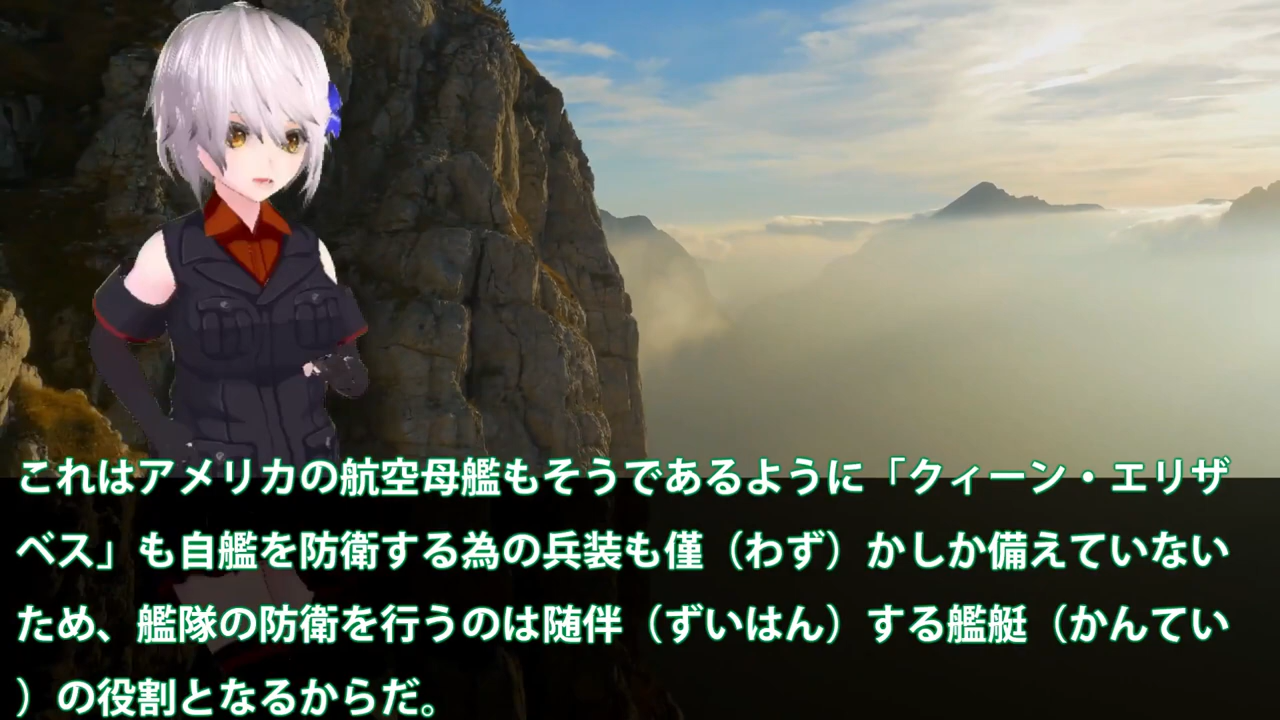 これはアメリカの航空母艦もそうであるように「クィーン・エリザ
ベス」も自艦を防衛する為の兵装も僅（わず）かしか備えていない
ため、艦隊の防衛を行うのは随伴（ずいはん）する艦艇（かんてい
）の役割となるからだ。